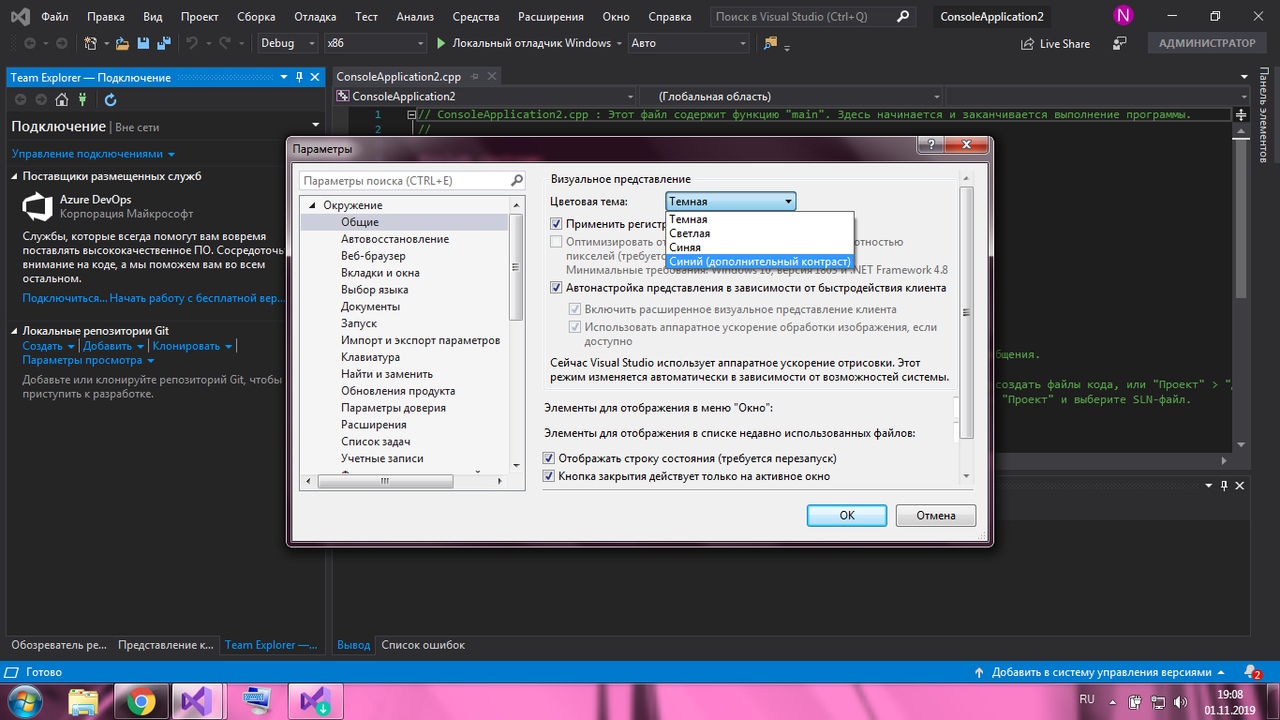 Файл Правка Вид Проект Сборка Отладка Тест Анализ Средства Расширения Окно Справка Поиск в Visual Studio (Ctrl+Q) ConsoleApplication2 N
Debug x86 Локальный отладчик Windows Авто Live Share АДМИНИСТРАТОР
Team Explorer — Подключение
Подключение | Вне сети
Управление подключениями
Поставщики размещенных служб
Azure DevOps
Корпорация Майкрософт
Службы, которые всегда помогут вам вовремя
поставлять высококачественное ПО. Сосредоточь
внимание на коде, а мы поможем вам во всем
остальном.
Подключиться... Начать работу с бесплатной вер...
Локальные репозитории Git
Создать | Добавить | Клонировать |
Параметры просмотра
Добавьте или клонируйте репозиторий Git, чтобы
приступить к разработке.
ConsoleApplication2.cpp
ConsoleApplication2 (Глобальная область)
1 // ConsoleApplication2.cpp : Этот файл содержит функцию "main". Здесь начинается и заканчивается выполнение программы.
2 //
Панель элементов
Параметры
Параметры поиска (CTRL+E)
Окружение
Общие
Автовосстановление
Веб-браузер
Вкладки и окна
Выбор языка
Документы
Запуск
Импорт и экспорт параметров
Клавиатура
Найти и заменить
Обновления продукта
Параметры доверия
Расширения
Список задач
Учетные записи
Визуальное представление
Цветовая тема: Темная
Темная
Светлая
Синяя
Синий (дополнительный контраст)
Применить регистр
Оптимизировать
пикселей (требуется
Минимальные требования: Windows 10, версия 1803 и .NET Framework 4.8
Автонастройка представления в зависимости от быстродействия клиента
Включить расширенное визуальное представление клиента
Использовать аппаратное ускорение обработки изображения, если
доступно
Сейчас Visual Studio использует аппаратное ускорение отрисовки. Этот
режим изменяется автоматически в зависимости от возможностей системы.
Элементы для отображения в меню "Окно":
Элементы для отображения в списке недавно использованных файлов:
Отображать строку состояния (требуется перезапуск)
Кнопка закрытия действует только на активное окно
OK Отмена
общения.
создать файлы кода, или "Проект" > "
"Проект" и выберите SLN-файл.
Обозреватель ре... Представление к... Team Explorer —... Вывод Список ошибок
Готово Добавить в систему управления версиями 2
RU 19:08
01.11.2019